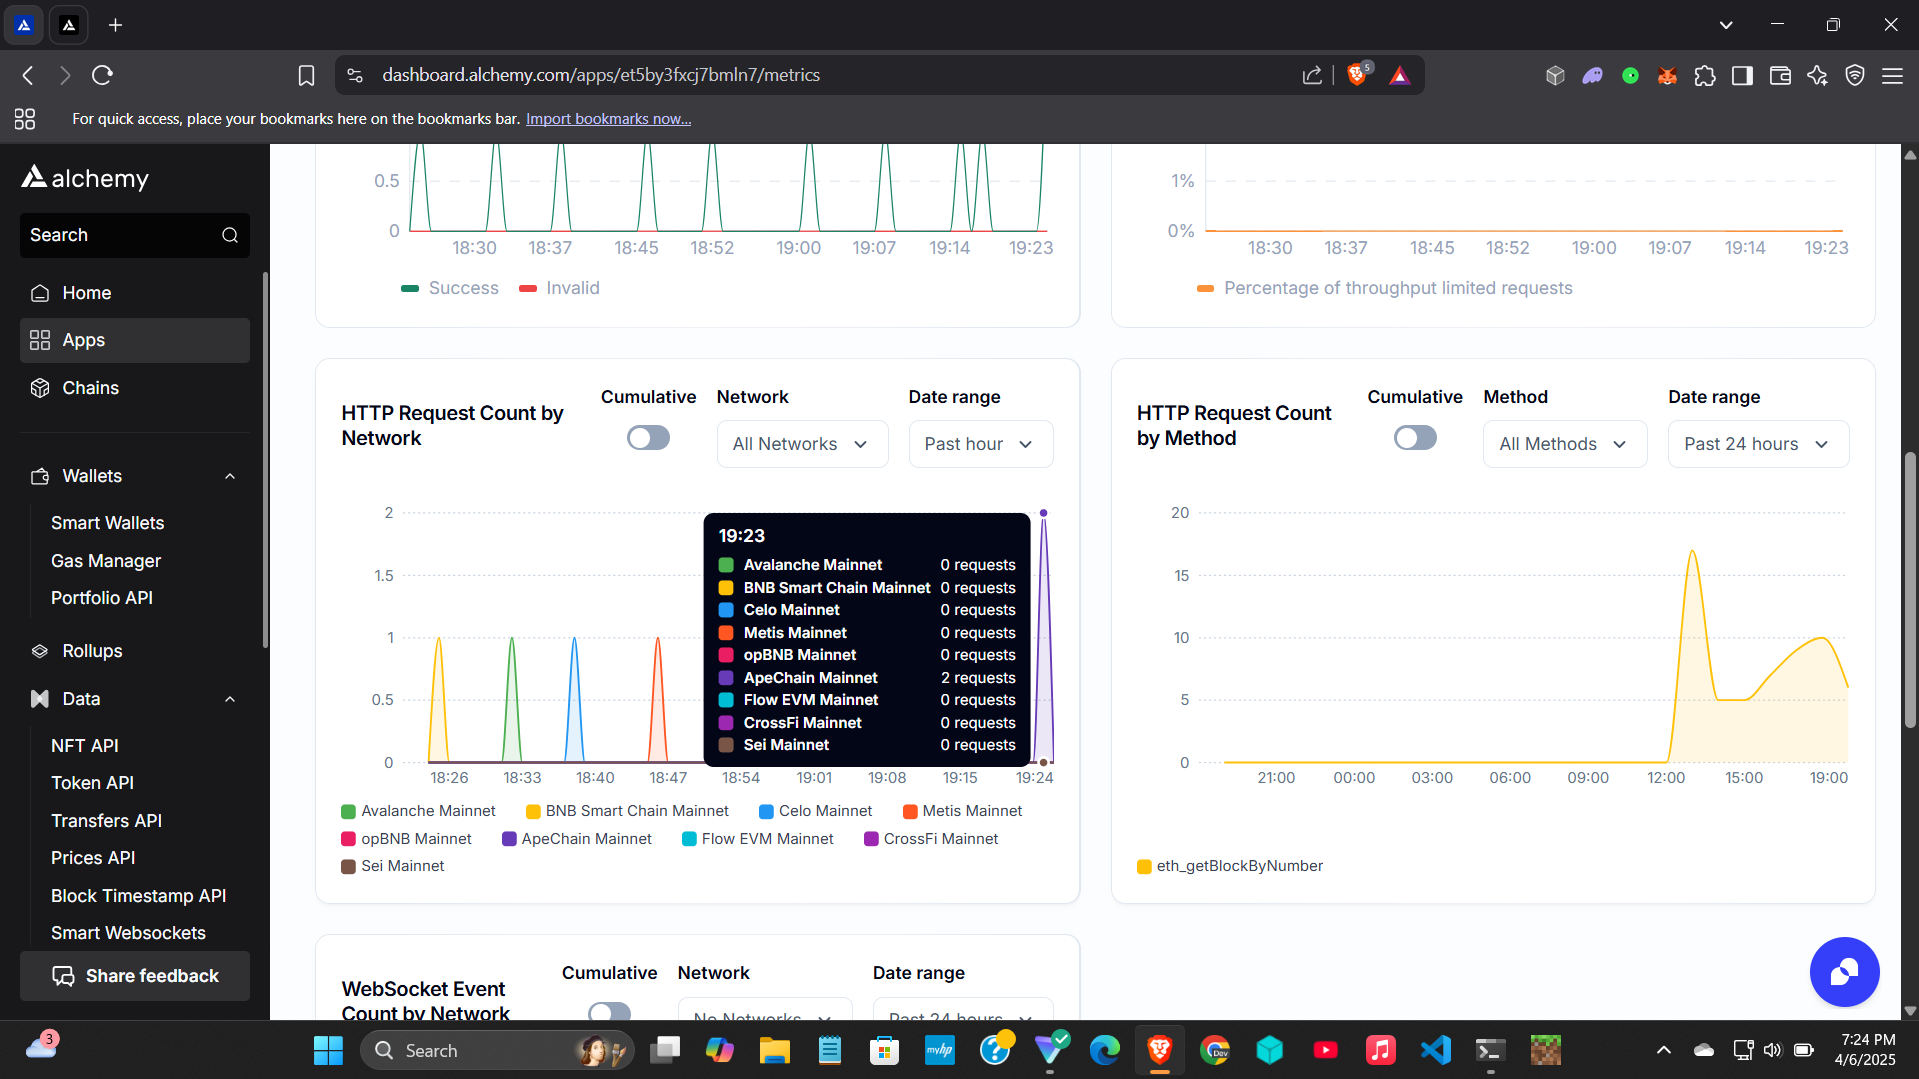 dashboard.alchemy.com/apps/et5by3fxcj7bmln7/metrics
5
For quick access, place your bookmarks here on the bookmarks bar. Import bookmarks now...
alchemy
Search
Home
Apps
Chains
Wallets
Smart Wallets
Gas Manager
Portfolio API
Rollups
Data
NFT API
Token API
Transfers API
Prices API
Block Timestamp API
Smart Websockets
Share feedback
0.5
0
18:30 18:37 18:45 18:52 19:00 19:07 19:14 19:23
Success Invalid
1%
0%
18:30 18:37 18:45 18:52 19:00 19:07 19:14 19:23
Percentage of throughput limited requests
HTTP Request Count by
Network
Cumulative
Network
All Networks
Date range
Past hour
2
1.5
1
0.5
0
18:26 18:33 18:40 18:47 18:54 19:01 19:08 19:15 19:24
19:23
Avalanche Mainnet 0 requests
BNB Smart Chain Mainnet 0 requests
Celo Mainnet 0 requests
Metis Mainnet 0 requests
opBNB Mainnet 0 requests
ApeChain Mainnet 2 requests
Flow EVM Mainnet 0 requests
CrossFi Mainnet 0 requests
Sei Mainnet 0 requests
Avalanche Mainnet BNB Smart Chain Mainnet Celo Mainnet Metis Mainnet
opBNB Mainnet ApeChain Mainnet Flow EVM Mainnet CrossFi Mainnet
Sei Mainnet
HTTP Request Count
by Method
Cumulative
Method
All Methods
Date range
Past 24 hours
20
15
10
5
0
21:00 00:00 03:00 06:00 09:00 12:00 15:00 19:00
eth_getBlockByNumber
WebSocket Event
Count by Network
Cumulative
Network
No Networks
Date range
Past 24 hours
3
Search
myhp
Dev
7:24 PM
4/6/2025